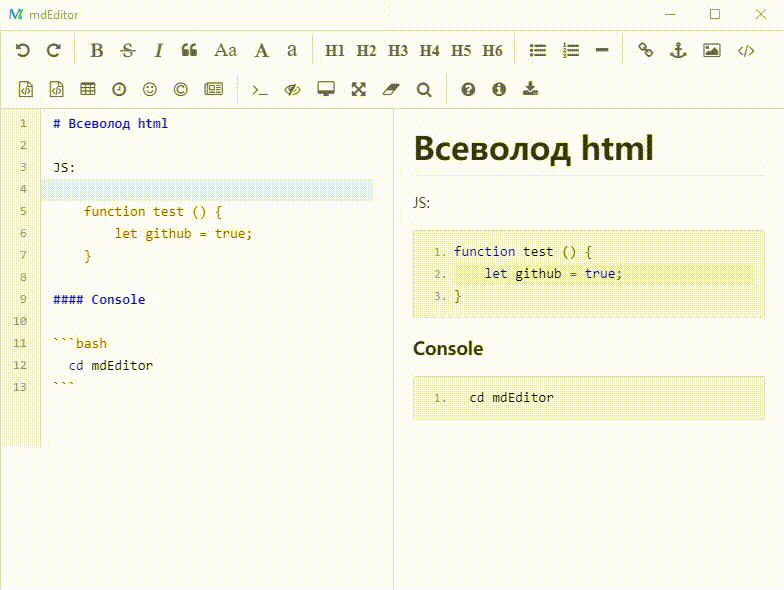 mdEditor
B S I Aa A a H1 H2 H3 H4 H5 H6
1 # Всеволод html
2
3 JS:
4
5 function test () {
6 let github = true;
7 }
8
9 #### Console
10
11 ```bash
12 cd mdEditor
13 ```
Всеволод html
JS:
1. function test () {
2. let github = true;
3. }
Console
1. cd mdEditor